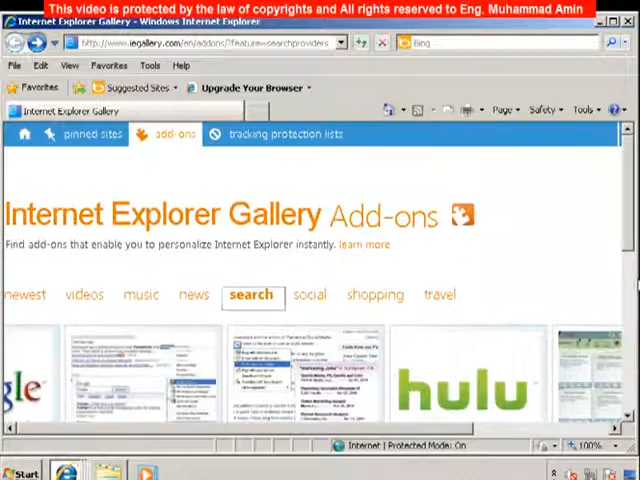 This video is protected by the law of copyrights and All rights reserved to Eng. Muhammad Amin
Internet Explorer Gallery - Windows Internet Explorer
http://www.iegallery.com/en/addons/?feature=searchproviders
Bing
File Edit View Favorites Tools Help
Favorites Suggested Sites Upgrade Your Browser
Internet Explorer Gallery
Page Safety Tools
pinned sites add-ons tracking protection lists
Internet Explorer Gallery Add-ons
Find add-ons that enable you to personalize Internet Explorer instantly. learn more
newest videos music news search social shopping travel
gle
hulu
Internet | Protected Mode: On
100%
Start